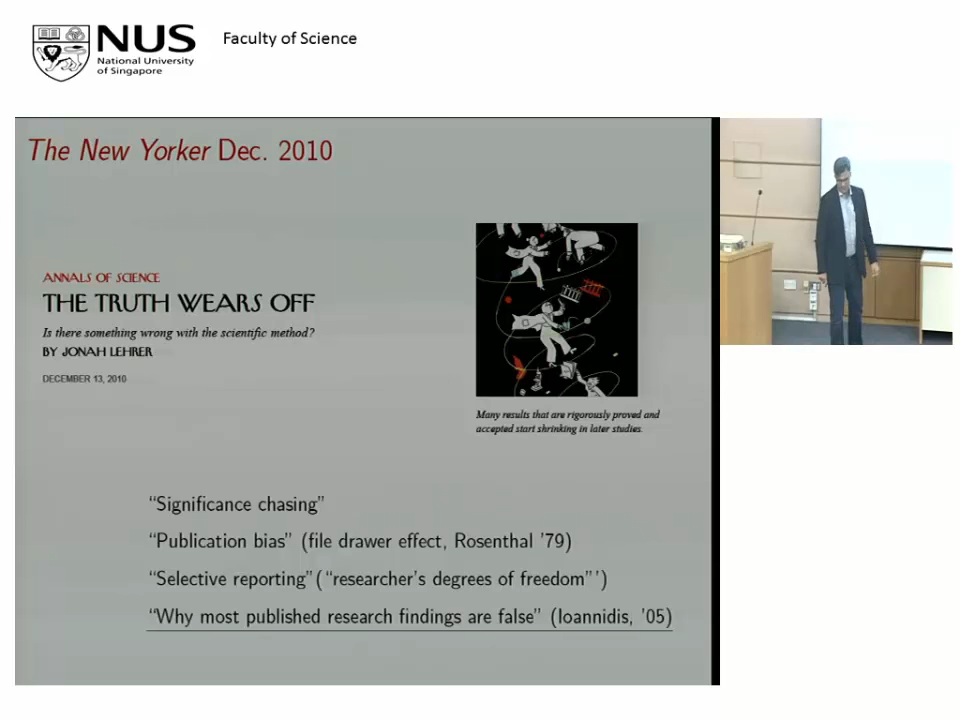 NUS
National University
of Singapore
Faculty of Science
The New Yorker Dec. 2010
ANNALS OF SCIENCE
THE TRUTH WEARS OFF
Is there something wrong with the scientific method?
BY JONAH LEHRER
DECEMBER 13, 2010
Many results that are rigorously proved and
accepted start shrinking in later studies.
“Significance chasing”
“Publication bias” (file drawer effect, Rosenthal ’79)
“Selective reporting”(“researcher’s degrees of freedom”’)
“Why most published research findings are false” (Ioannidis, ’05)